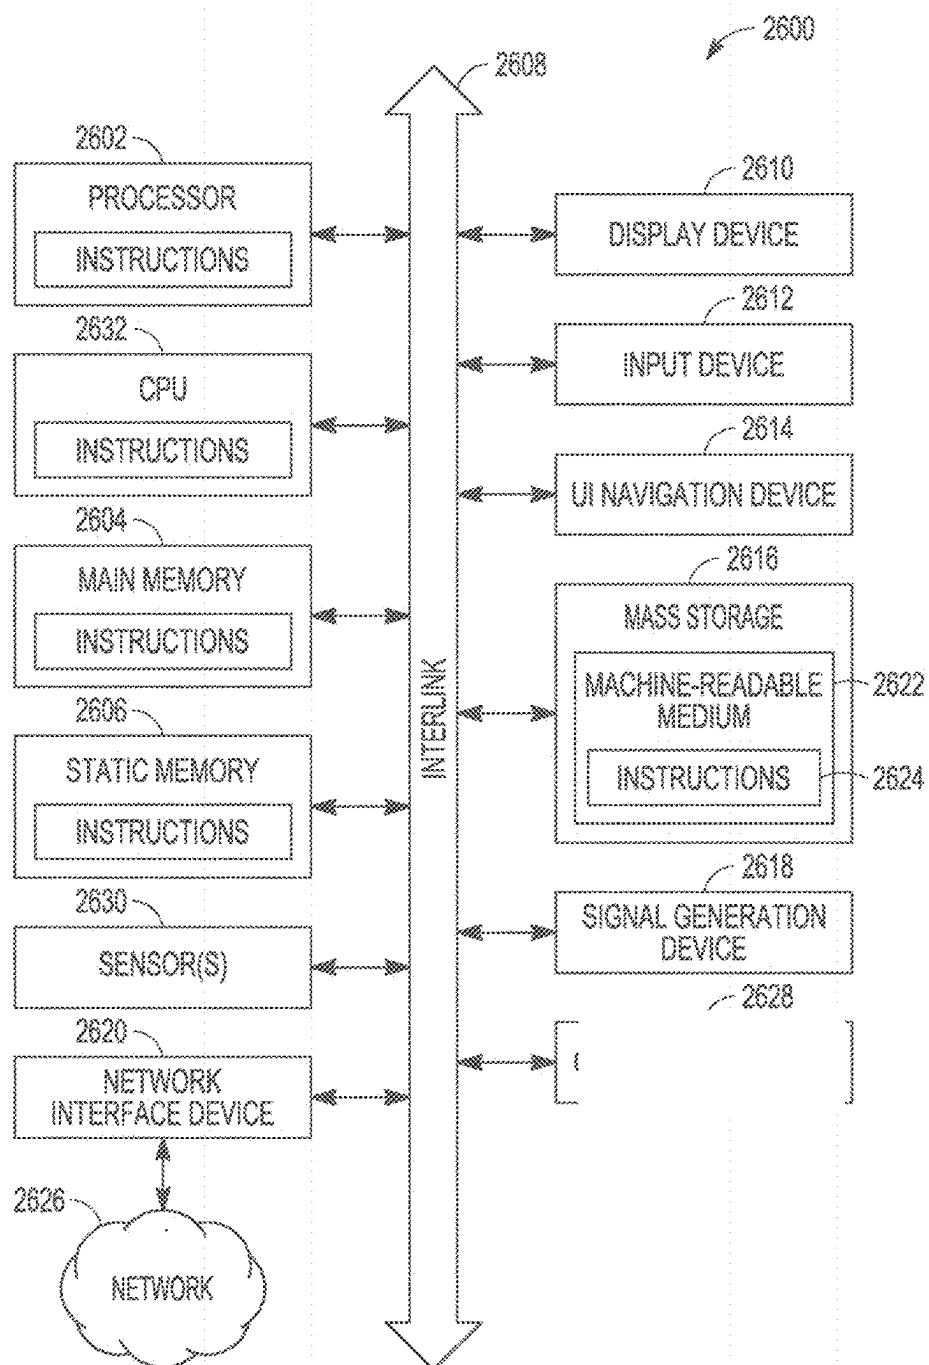 2600
2608
2602
PROCESSOR
INSTRUCTIONS
2632
CPU
INSTRUCTIONS
2604
MAIN MEMORY
INSTRUCTIONS
2606
STATIC MEMORY
INSTRUCTIONS
2630
SENSOR(S)
2620
NETWORK
INTERFACE DEVICE
2626
NETWORK
INTERLINK
2610
DISPLAY DEVICE
2612
INPUT DEVICE
2614
UI NAVIGATION DEVICE
2616
MASS STORAGE
MACHINE-READABLE
MEDIUM
2622
INSTRUCTIONS
2624
2618
SIGNAL GENERATION
DEVICE
2628